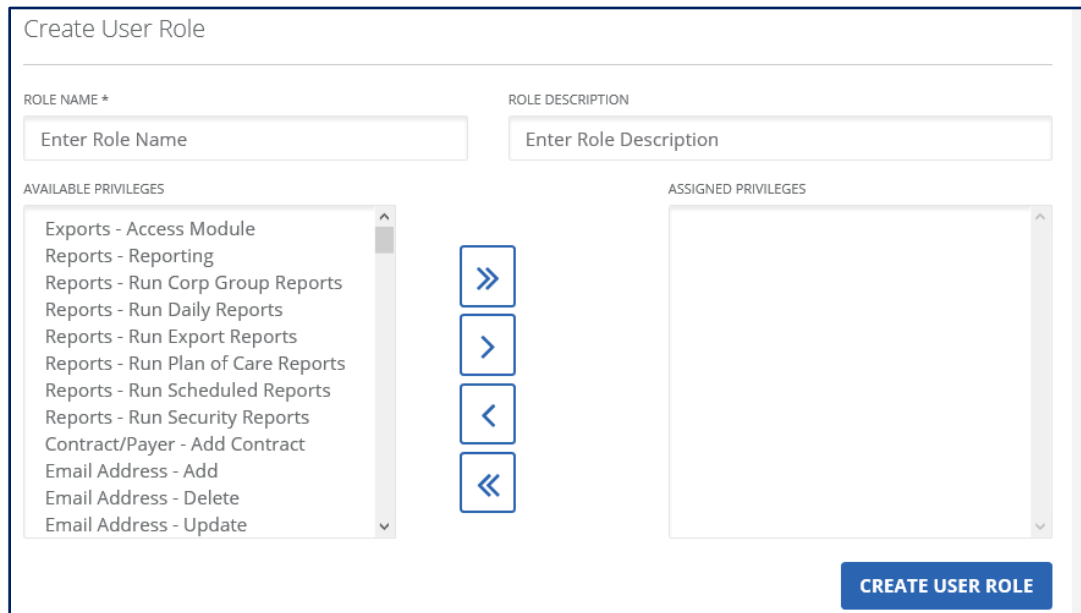 Create User Role
ROLE NAME *
ROLE DESCRIPTION
Enter Role Name
Enter Role Description
AVAILABLE PRIVILEGES
ASSIGNED PRIVILEGES
Exports - Access Module
Reports - Reporting
Reports - Run Corp Group Reports
Reports - Run Daily Reports
Reports - Run Export Reports
Reports - Run Plan of Care Reports
Reports - Run Scheduled Reports
Reports - Run Security Reports
Contract/Payer - Add Contract
Email Address - Add
Email Address - Delete
Email Address - Update
CREATE USER ROLE